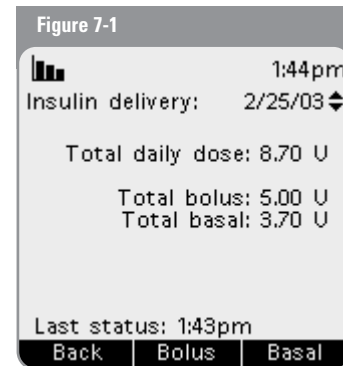 Figure 7-1
1:44pm
Insulin delivery: 2/25/03
Total daily dose: 8.70 U
Total bolus: 5.00 U
Total basal: 3.70 U
Last status: 1:43pm
Back Bolus Basal